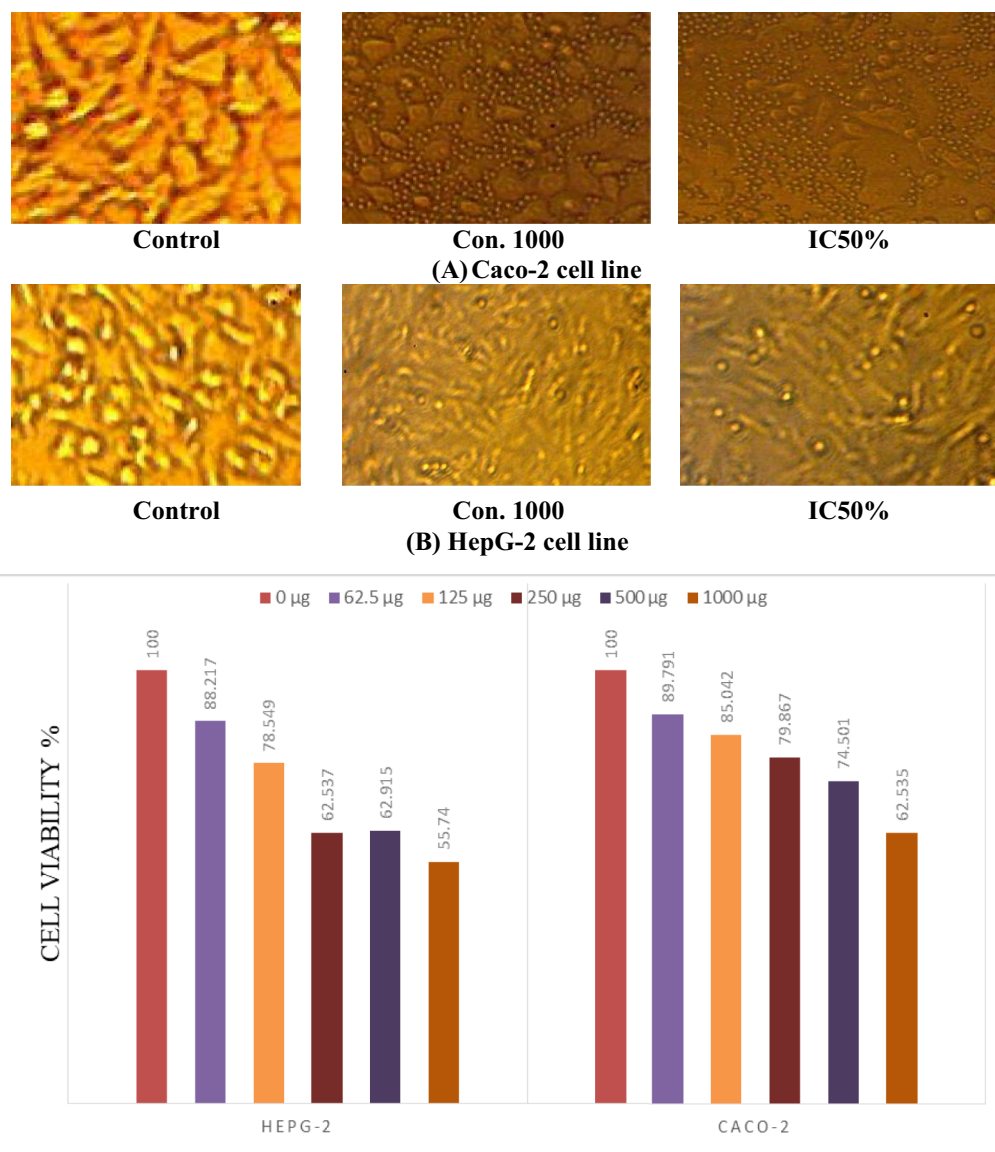 Control Con. 1000 IC50%
(A) Caco-2 cell line
Control Con. 1000 IC50%
(B) HepG-2 cell line
0 µg 62.5 µg 125 µg 250 µg 500 µg 1000 µg
CELL VIABILITY %
100
88.217
78.549
62.537
62.915
55.74
100
89.791
85.042
79.867
74.501
62.535
HEPG-2 CACO-2